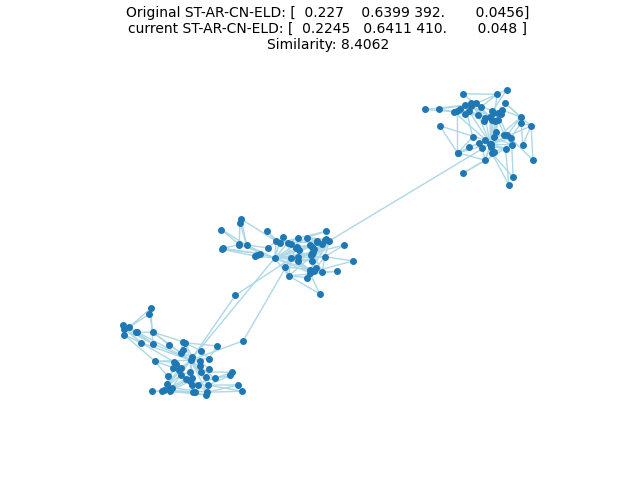 Original ST-AR-CN-ELD: [ 0.227 0.6399 392. 0.0456]
current ST-AR-CN-ELD: [ 0.2245 0.6411 410. 0.048 ]
Similarity: 8.4062